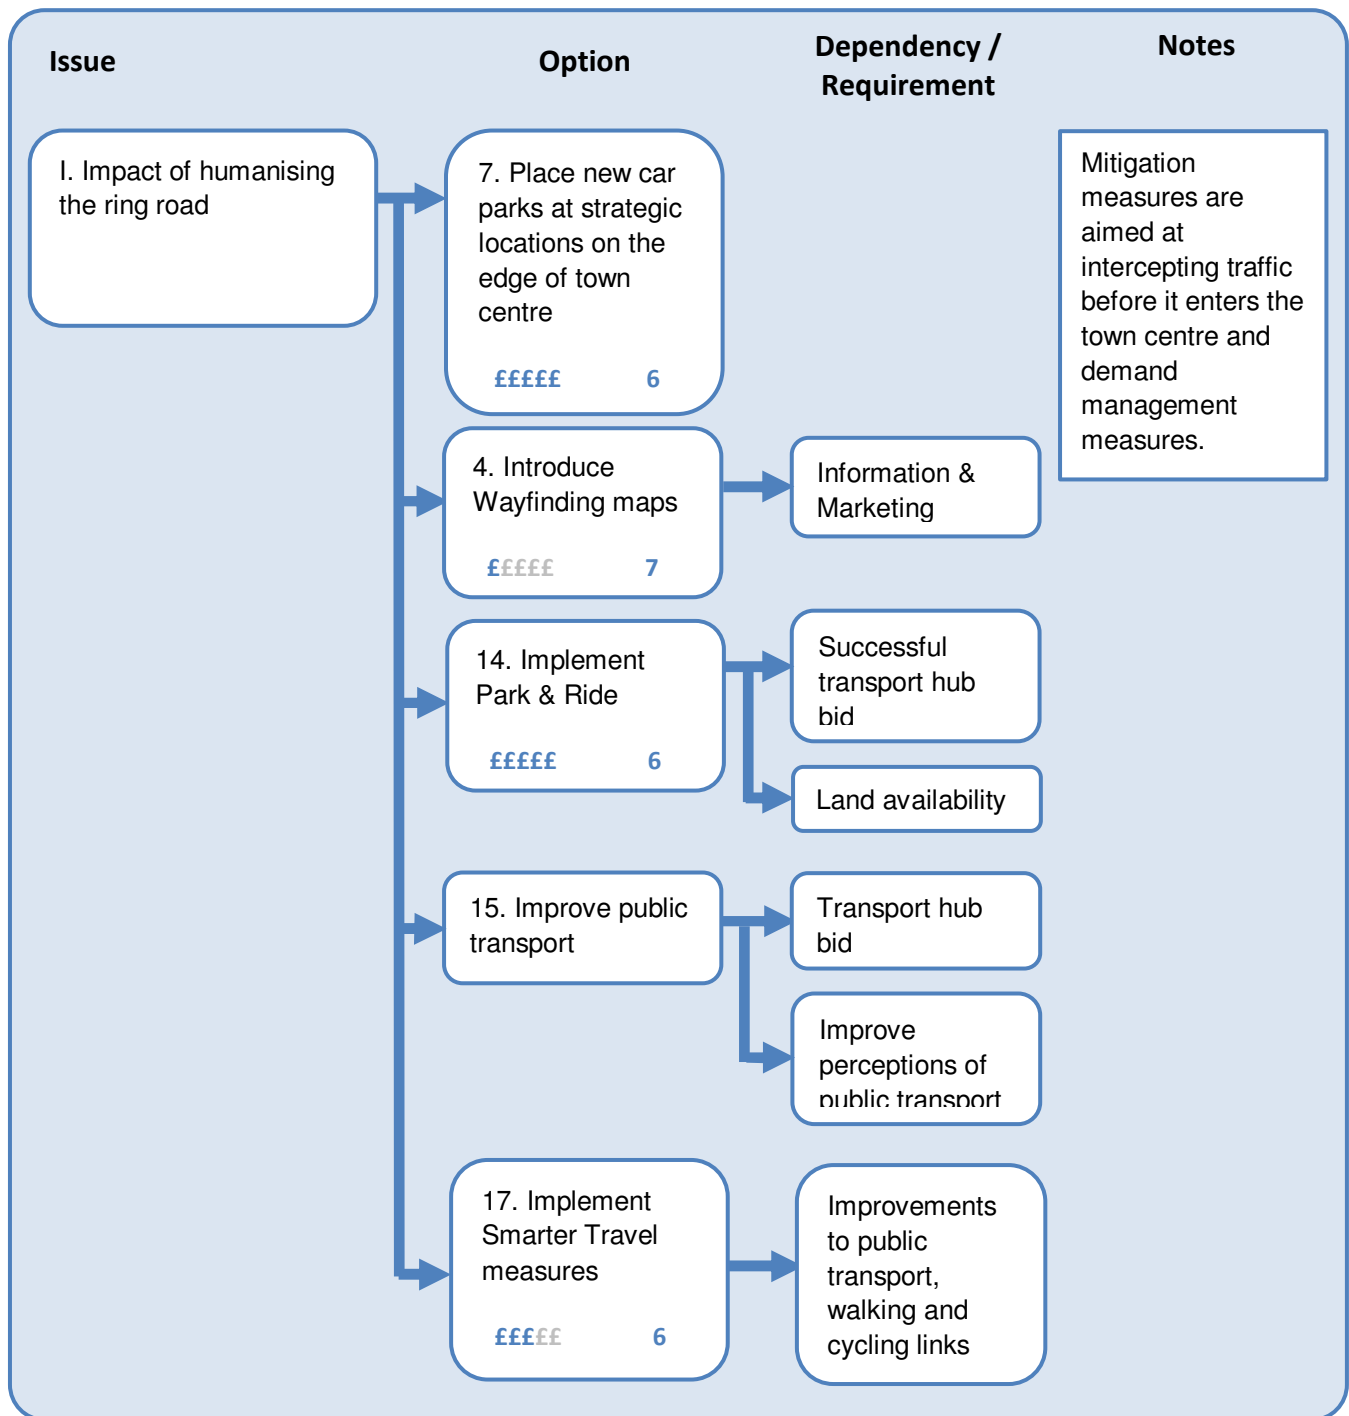 Issue
Option
Dependency /
Requirement
Notes
I. Impact of humanising
the ring road
7. Place new car
parks at strategic
locations on the
edge of town
centre
£££££ 6
Mitigation
measures are
aimed at
intercepting traffic
before it enters the
town centre and
demand
management
measures.
4. Introduce
Wayfinding maps
£££££ 7
Information &
Marketing
14. Implement
Park & Ride
£££££ 6
Successful
transport hub
bid
Land availability
15. Improve public
transport
Transport hub
bid
Improve
perceptions of
public transport
17. Implement
Smarter Travel
measures
£££££ 6
Improvements
to public
transport,
walking and
cycling links